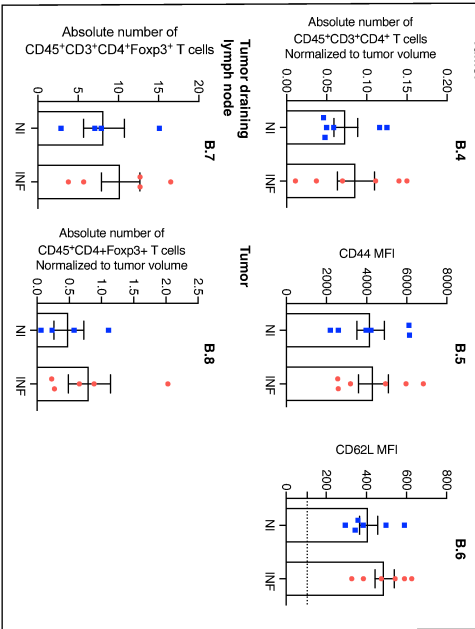 B.4
Absolute number of
CD45⁺CD3⁺CD4⁺ T cells
Normalized to tumor volume
0.20
0.15
0.10
0.05
0.00
NI
INF
B.5
CD44 MFI
8000
6000
4000
2000
0
NI
INF
B.6
CD62L MFI
800
600
400
200
0
NI
INF
Tumor draining
lymph node
B.7
Absolute number of
CD45⁺CD3⁺CD4⁺Foxp3⁺ T cells
20
15
10
5
0
NI
INF
Tumor
B.8
Absolute number of
CD45⁺CD4+Foxp3+ T cells
Normalized to tumor volume
2.5
2.0
1.5
1.0
0.5
0.0
NI
INF